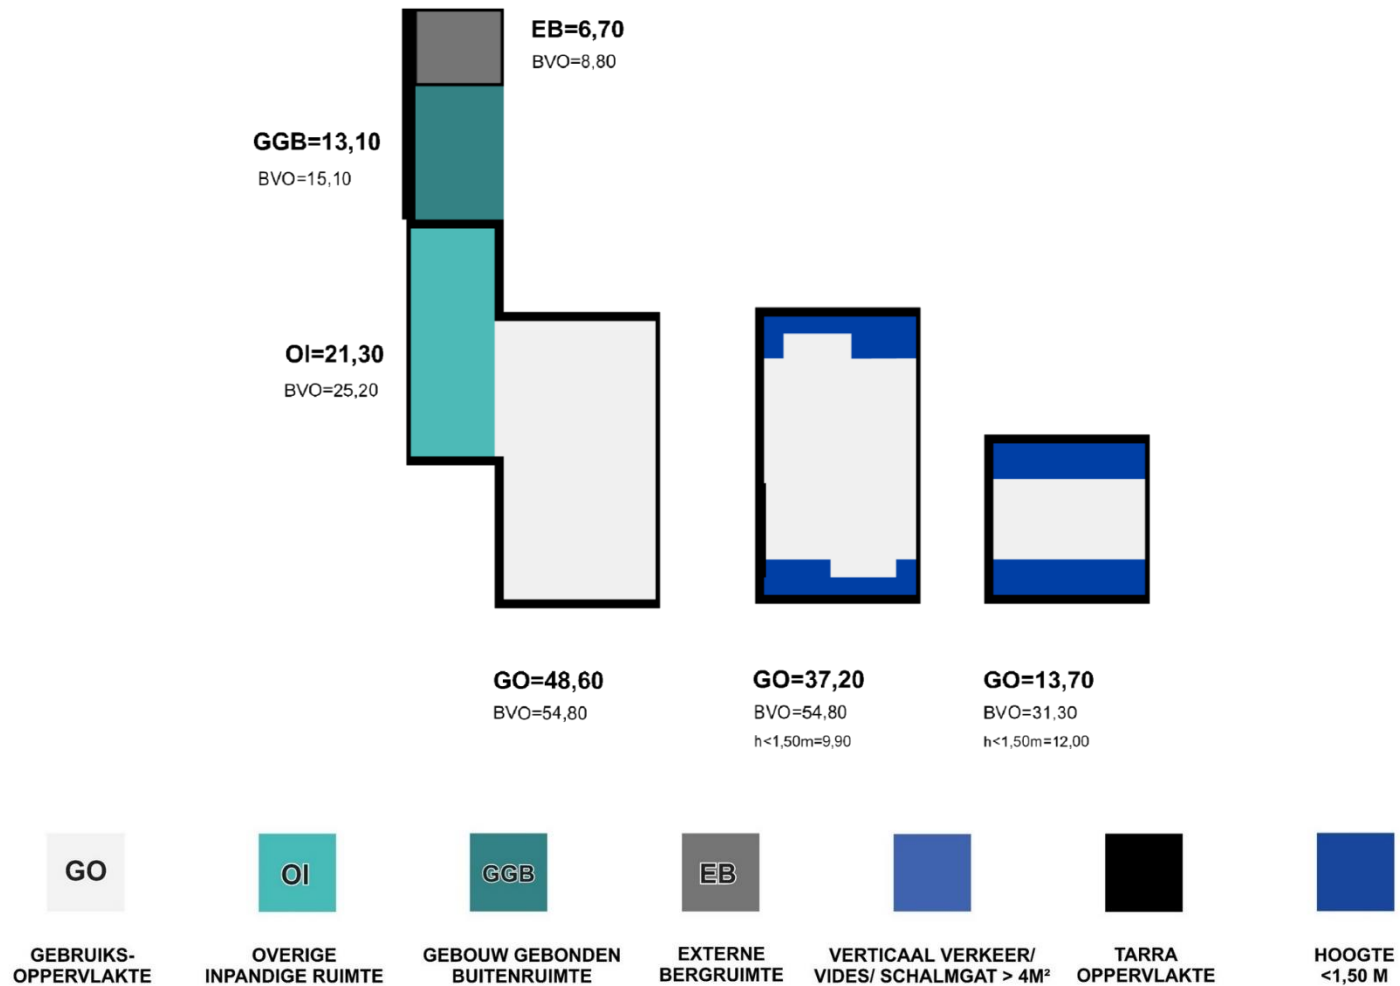 EB=6,70
BVO=8,80
GGB=13,10
BVO=15,10
OI=21,30
BVO=25,20
GO=48,60
BVO=54,80
GO=37,20
BVO=54,80
h<1,50m=9,90
GO=13,70
BVO=31,30
h<1,50m=12,00
GO
GEBRUIKS-
OPPERVLAKTE
OI
OVERIGE
INPANDIGE RUIMTE
GGB
GEBOUW GEBONDEN
BUITENRUIMTE
EB
EXTERNE
BERGRUIMTE
VERTICAAL VERKEER/
VIDES/ SCHALMGAT > 4M²
TARRA
OPPERVLAKTE
HOOGTE
<1,50 M